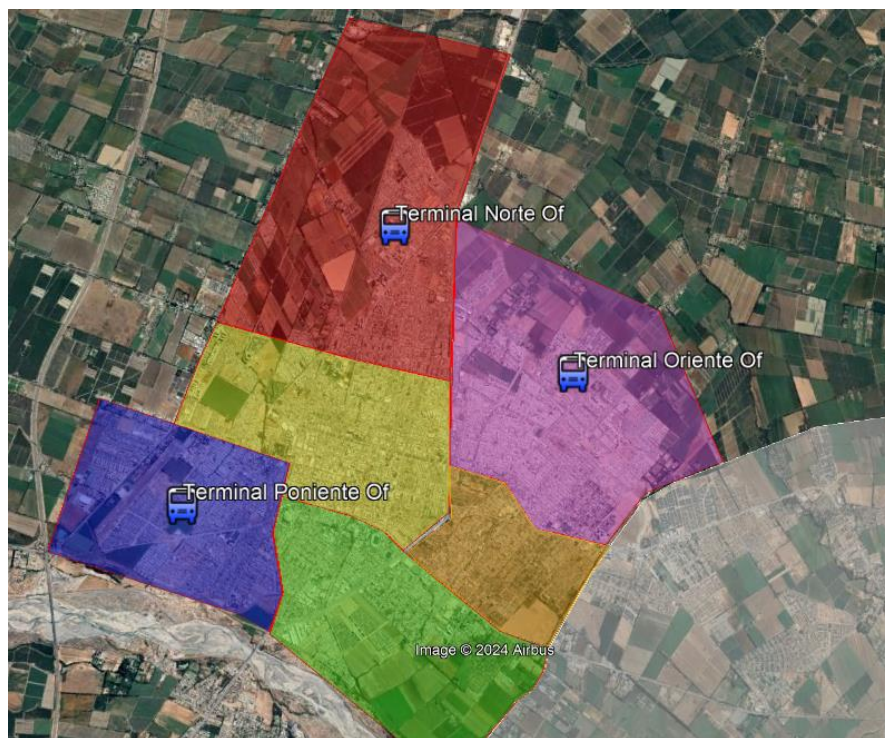 Terminal Norte Of
Terminal Oriente Of
Terminal Poniente Of
Image © 2024 Airbus